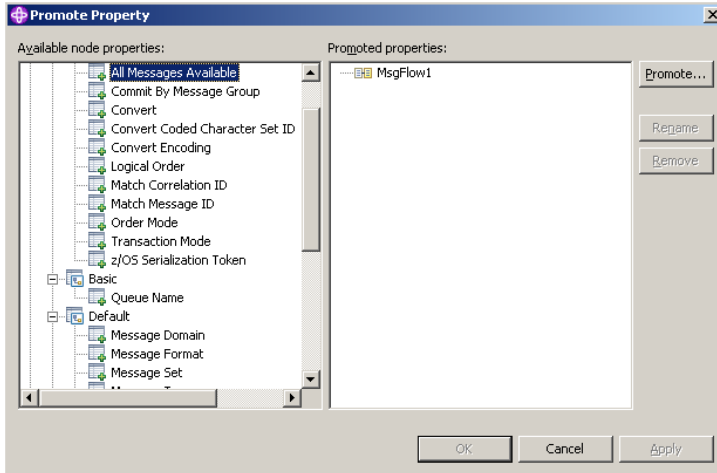 Promote Property
Available node properties:
Promoted properties:
All Messages Available
Commit By Message Group
Convert
Convert Coded Character Set ID
Convert Encoding
Logical Order
Match Correlation ID
Match Message ID
Order Mode
Transaction Mode
z/OS Serialization Token
Basic
Queue Name
Default
Message Domain
Message Format
Message Set
MsgFlow1
Promote...
Rename
Remove
OK
Cancel
Apply